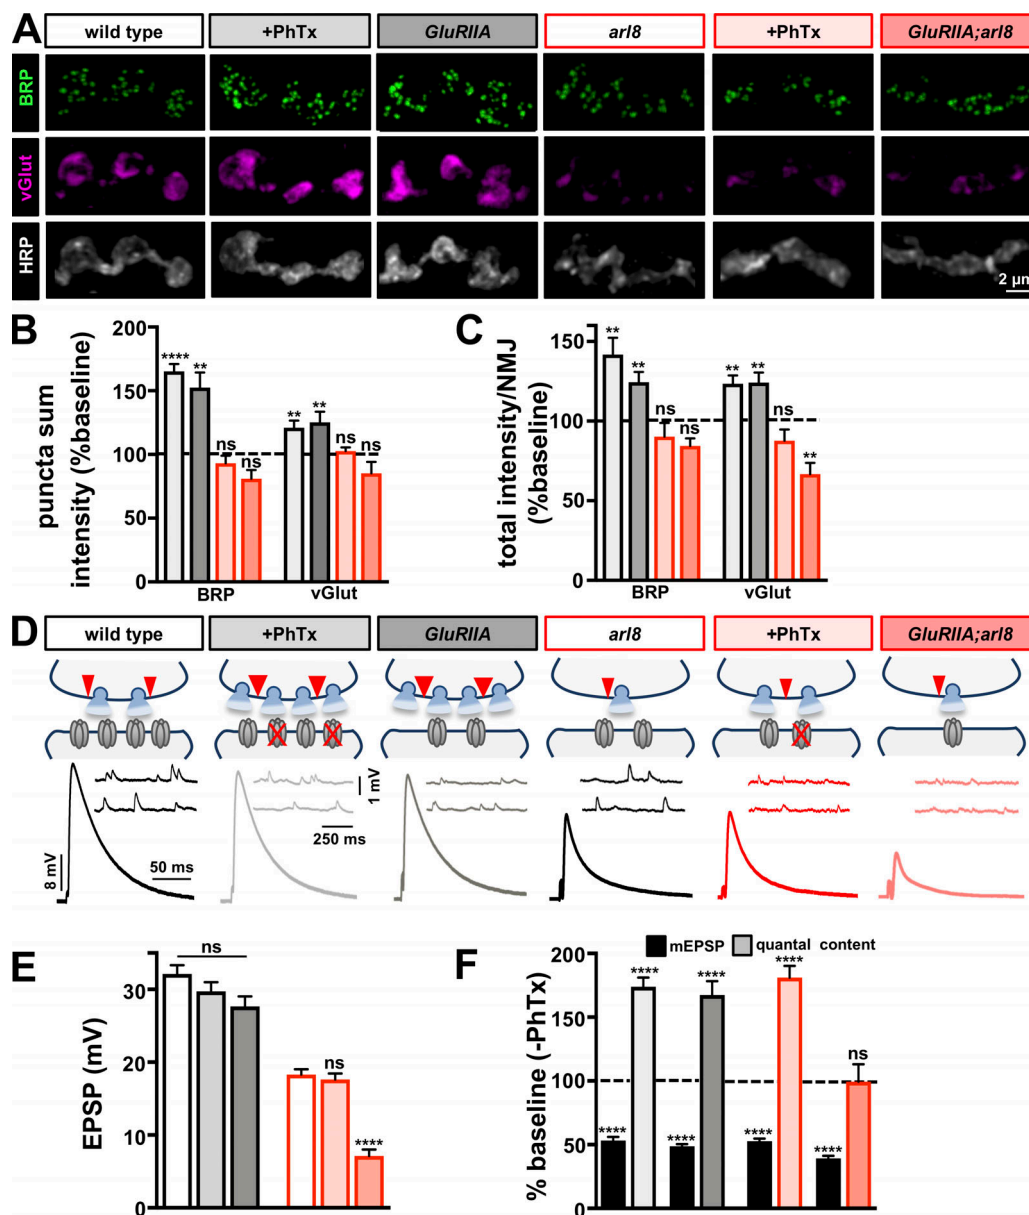 A
wild type
+PhTx
GluRIIA
arl8
+PhTx
GluRIIA;arl8
BRP
vGlut
HRP
2 µm
B
puncta sum
intensity (%baseline)
200
150
100
50
0
****
**
ns
ns
**
**
ns
ns
BRP
vGlut
C
total intensity/NMJ
(%baseline)
150
100
50
0
**
**
ns
ns
**
**
ns
**
BRP
vGlut
D
wild type
+PhTx
GluRIIA
arl8
+PhTx
GluRIIA;arl8
1 mV
250 ms
8 mV
50 ms
E
EPSP (mV)
30
20
10
0
ns
ns
****
F
mEPSP
quantal content
% baseline (-PhTx)
200
150
100
50
0
****
****
****
****
****
****
****
ns